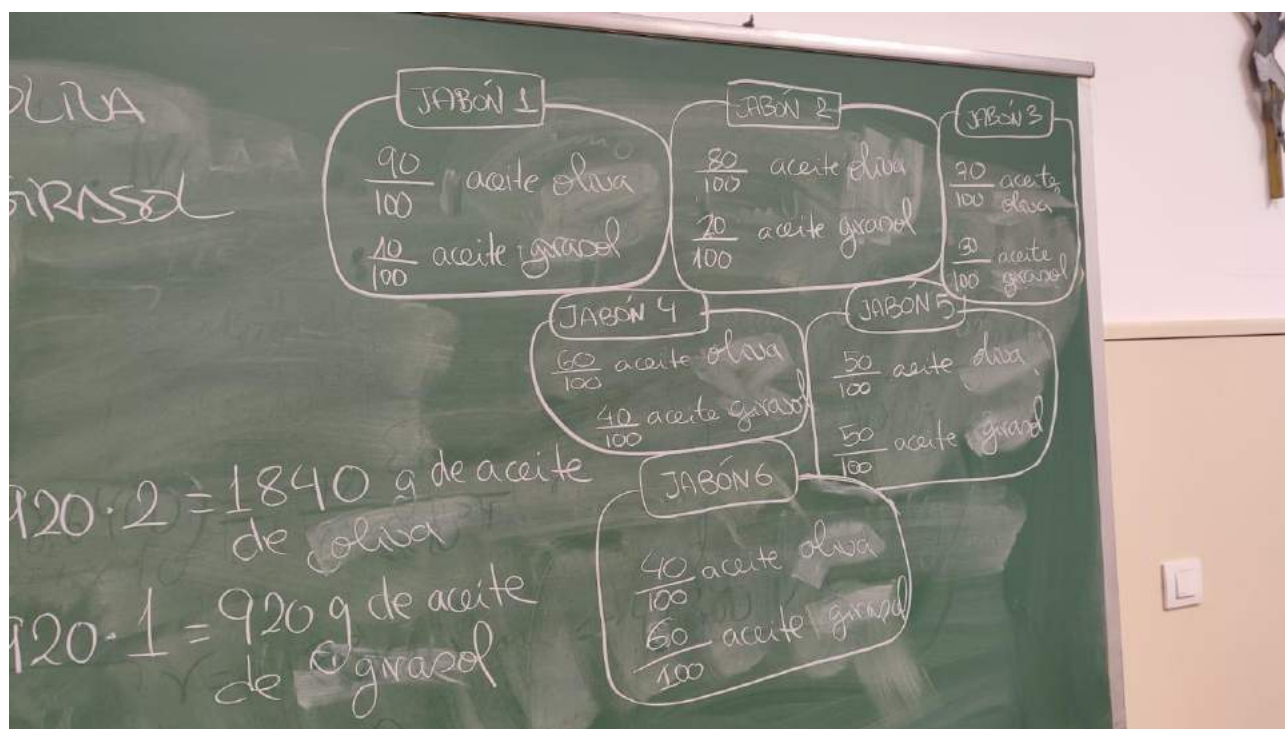 OLIVA
GIRASOL
JABÓN 1
90/100 aceite oliva
10/100 aceite girasol
JABÓN 2
80/100 aceite oliva
20/100 aceite girasol
JABÓN 3
70/100 aceite
oliva
30/100 aceite
girasol
JABÓN 4
60/100 aceite oliva
40/100 aceite girasol
JABÓN 5
50/100 aceite oliva
50/100 aceite girasol
JABÓN 6
40/100 aceite oliva
60/100 aceite girasol
920·2 = 1840 g de aceite
de oliva
920·1 = 920 g de aceite
de girasol